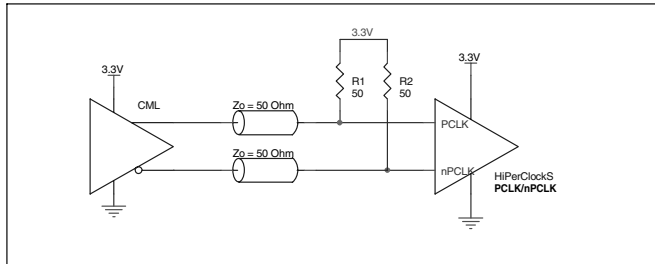 3.3V
3.3V
3.3V
R1
50
R2
50
CML
Zo = 50 Ohm
PCLK
Zo = 50 Ohm
nPCLK
HiPerClockS
PCLK/nPCLK